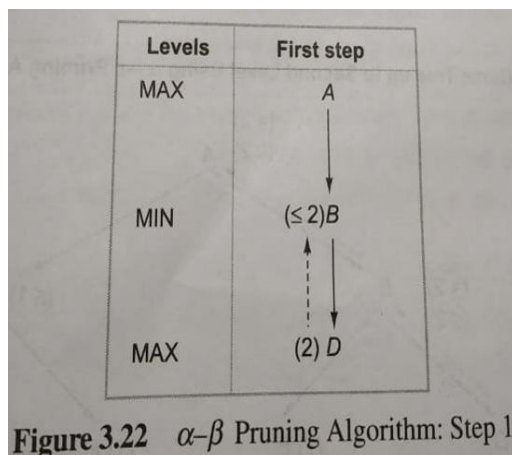 Levels First step
MAX A
MIN (≤ 2)B
MAX (2) D
Figure 3.22 α–β Pruning Algorithm: Step 1